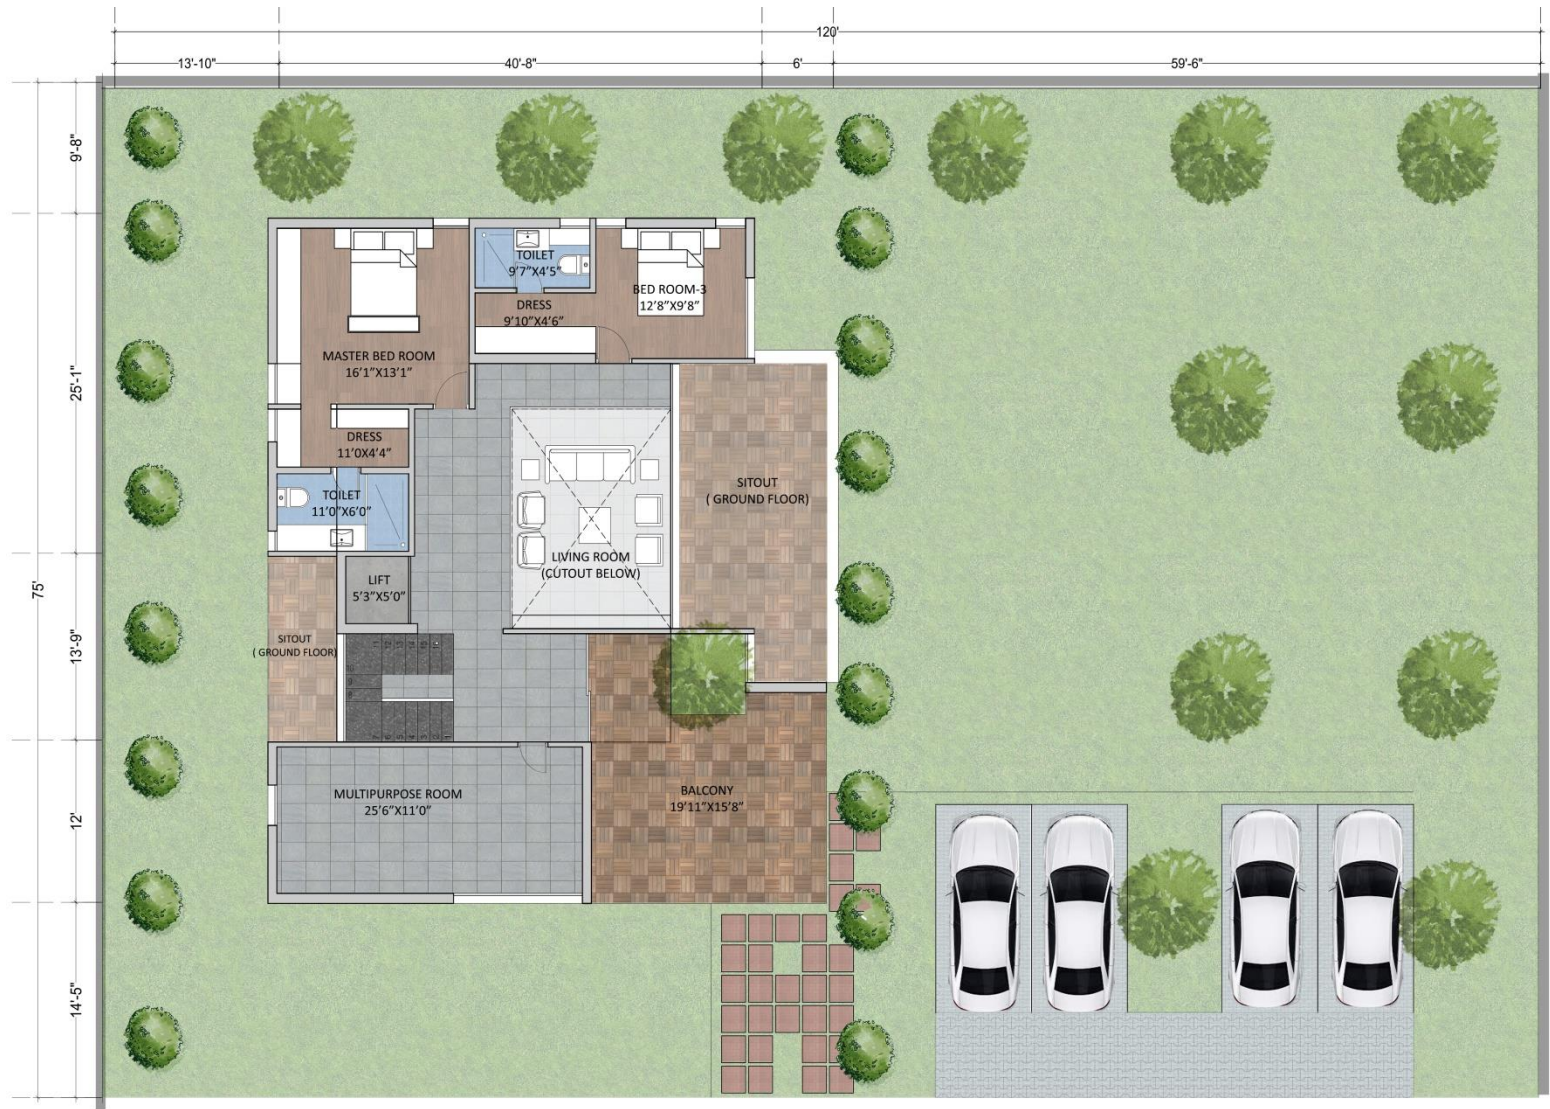 120'
13'-10"
40'-8"
6'
59'-6"
9'-8"
25'-1"
75'
13'-9"
12'
14'-5"
TOILET
9'7"X4'5"
BED ROOM-3
12'8"X9'8"
DRESS
9'10"X4'6"
MASTER BED ROOM
16'1"X13'1"
DRESS
11'0X4'4"
TOILET
11'0"X6'0"
SITOUT
( GROUND FLOOR)
LIVING ROOM
(CUTOUT BELOW)
LIFT
5'3"X5'0"
SITOUT
( GROUND FLOOR)
MULTIPURPOSE ROOM
25'6"X11'0"
BALCONY
19'11"X15'8"